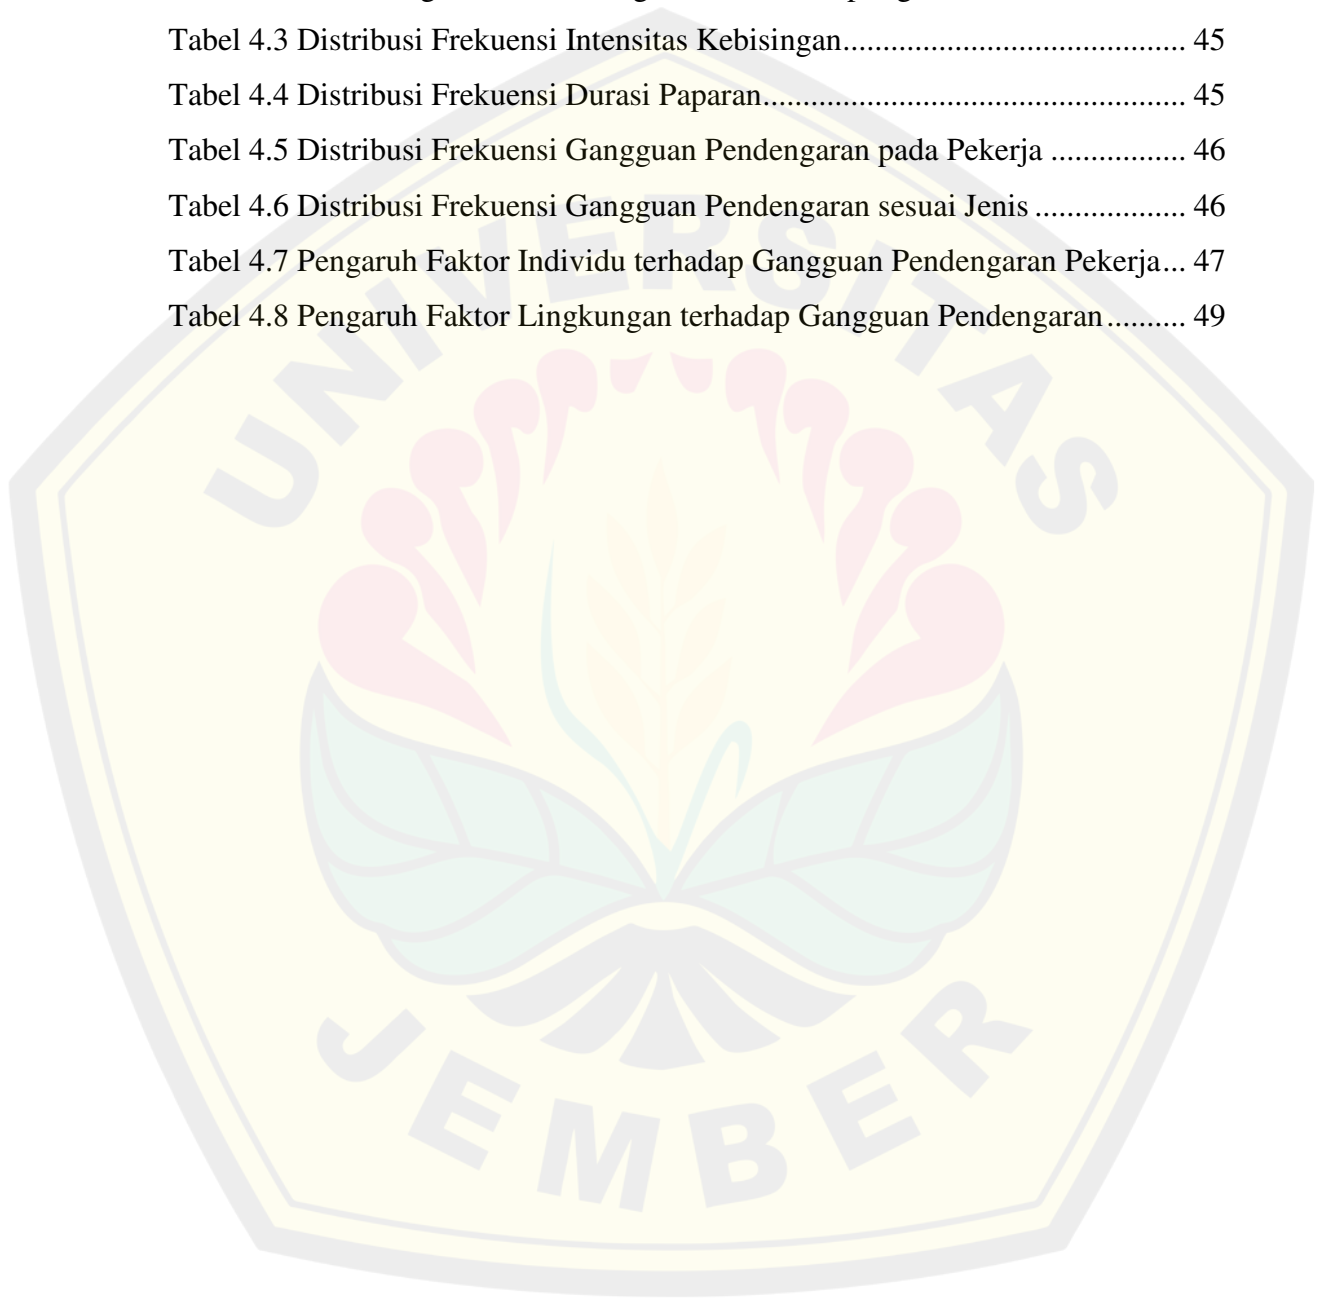 Tabel 4.3 Distribusi Frekuensi Intensitas Kebisingan........................................... 45
Tabel 4.4 Distribusi Frekuensi Durasi Paparan..................................................... 45
Tabel 4.5 Distribusi Frekuensi Gangguan Pendengaran pada Pekerja ................. 46
Tabel 4.6 Distribusi Frekuensi Gangguan Pendengaran sesuai Jenis ................... 46
Tabel 4.7 Pengaruh Faktor Individu terhadap Gangguan Pendengaran Pekerja... 47
Tabel 4.8 Pengaruh Faktor Lingkungan terhadap Gangguan Pendengaran.......... 49
UNIVERSITAS
JEMBER